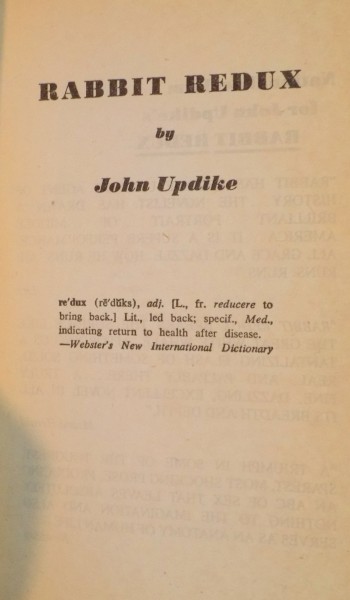 RABBIT REDUX
by
John Updike
re'dux (rē'dŭks), adj. [L., fr. reducere to
bring back.] Lit., led back; specif., Med.,
indicating return to health after disease.
—Webster's New International Dictionary